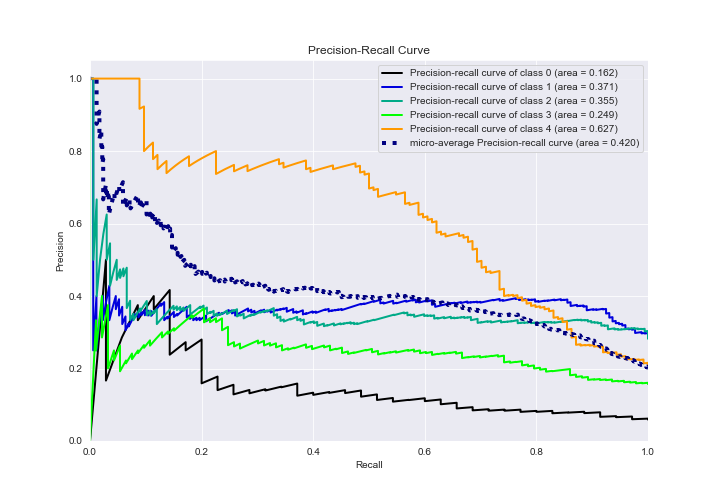 Precision-Recall Curve
Precision-recall curve of class 0 (area = 0.162)
Precision-recall curve of class 1 (area = 0.371)
Precision-recall curve of class 2 (area = 0.355)
Precision-recall curve of class 3 (area = 0.249)
Precision-recall curve of class 4 (area = 0.627)
micro-average Precision-recall curve (area = 0.420)
Precision
1.0
0.8
0.6
0.4
0.2
0.0
0.0 0.2 0.4 0.6 0.8 1.0
Recall